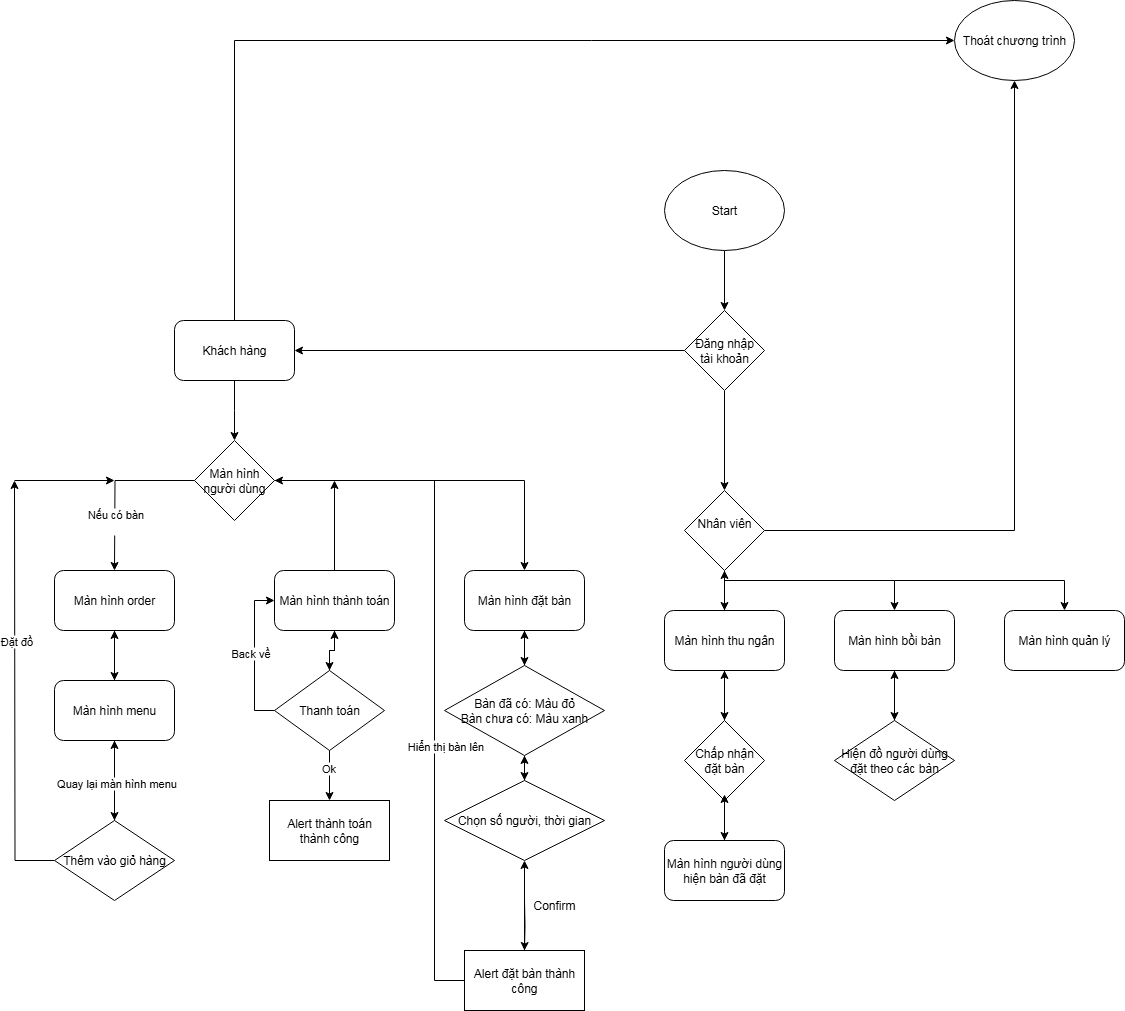 Thoát chương trình
Start
Đăng nhập
tài khoản
Khách hàng
Màn hình
người dùng
Nhân viên
Nếu có bàn
Màn hình order
Màn hình thành toán
Màn hình đặt bàn
Màn hình thu ngân
Màn hình bồi bàn
Màn hình quản lý
Đặt đồ
Back về
Màn hình menu
Thanh toán
Bàn đã có: Màu đỏ
Bàn chưa có: Màu xanh
Hiển thị bàn lên
Chấp nhận
đặt bàn
Hiện đồ người dùng
đặt theo các bàn
Ok
Quay lại màn hình menu
Alert thành toán
thành công
Chọn số người, thời gian
Thêm vào giỏ hàng
Màn hình người dùng
hiện bàn đã đặt
Confirm
Alert đặt bàn thành
công